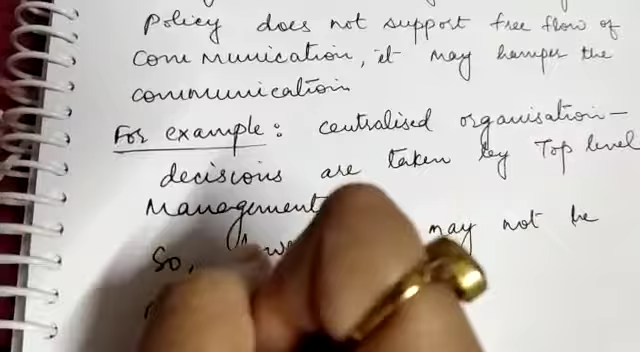 Policy does not support free flow of
communication, it may hamper the
communication
For example: centralised organisation—
decisions are taken by Top level
Management
So, may not be